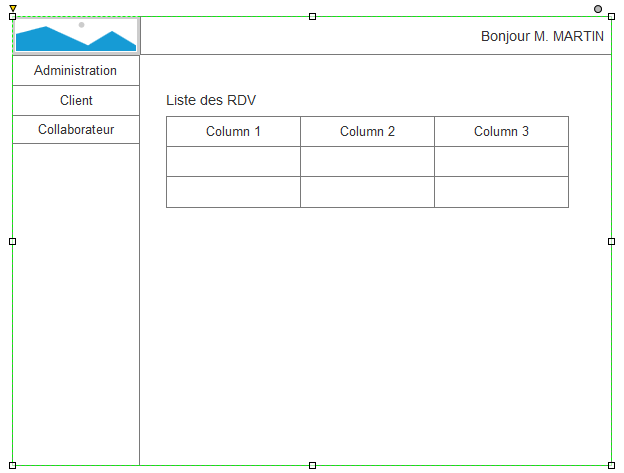 Bonjour M. MARTIN
Administration
Client
Collaborateur
Liste des RDV
Column 1 Column 2 Column 3